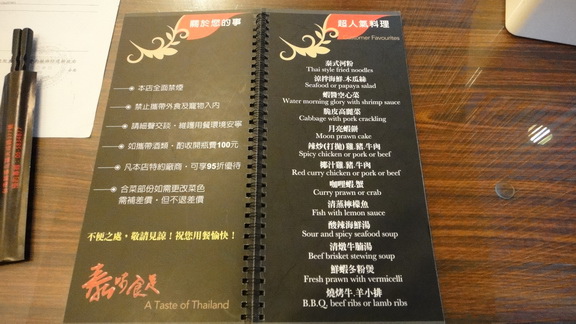 關於您的事
本店全面禁煙
禁止攜帶外食及寵物入內
請細聲交談，維護用餐環境安寧
如攜帶酒類，酌收開瓶費100元
凡本店特約廠商，可享95折優待
合菜部份如需更改菜色
需補差價，但不退差價
不便之處，敬請見諒！祝您用餐愉快！
A Taste of Thailand
超人氣料理
Customer Favourites
泰式河粉
Thai style fried noodles
涼拌海鮮.木瓜絲
Seafood or papaya salad
蝦醬空心菜
Water morning glory with shrimp sauce
脆皮高麗菜
Cabbage with pork crackling
月亮蝦餅
Moon prawn cake
辣炒(打拋)雞.豬.牛肉
Spicy chicken or pork or beef
椰汁雞.豬.牛肉
Red curry chicken or pork or beef
咖哩蝦.蟹
Curry prawn or crab
清蒸檸檬魚
Fish with lemon sauce
酸辣海鮮湯
Sour and spicy seafood soup
清燉牛腩湯
Beef brisket stewing soup
鮮蝦冬粉煲
Fresh prawn with vermicelli
燒烤牛.羊小排
B.B.Q. beef ribs or lamb ribs